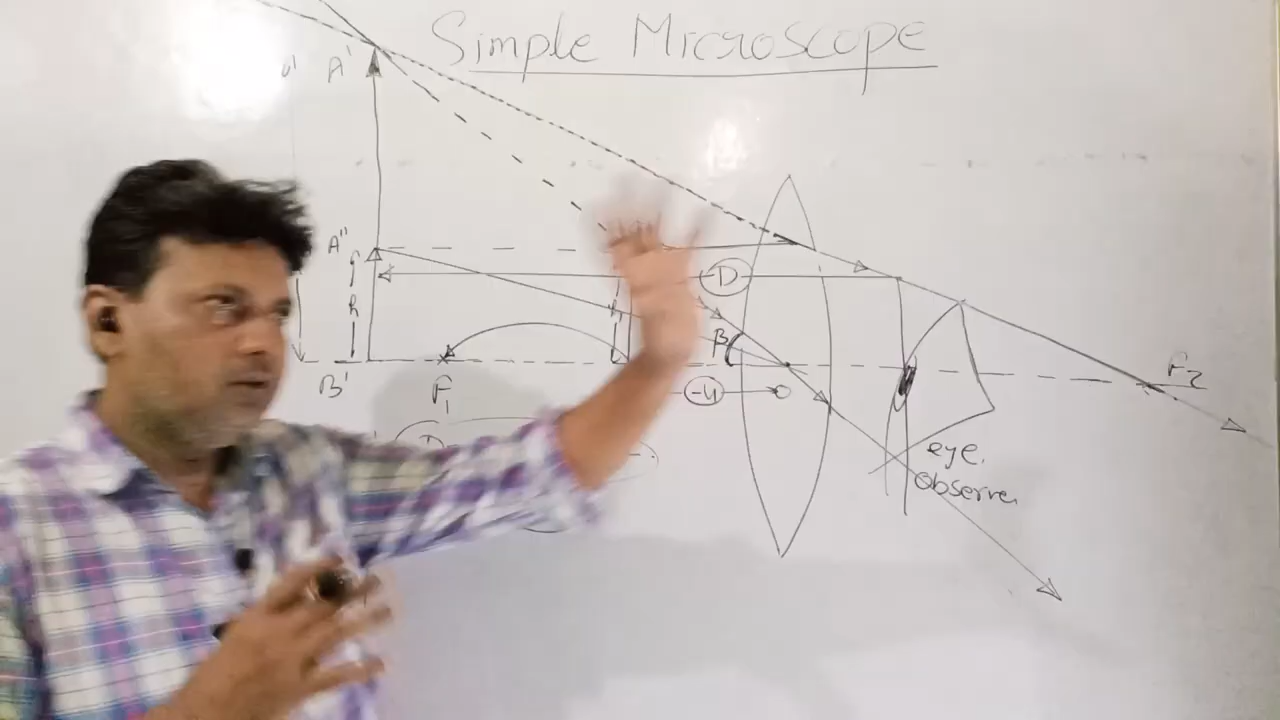 Simple Microscope
A'
A"
h
D
h
β
B'
F1
-u
F2
eye
observer